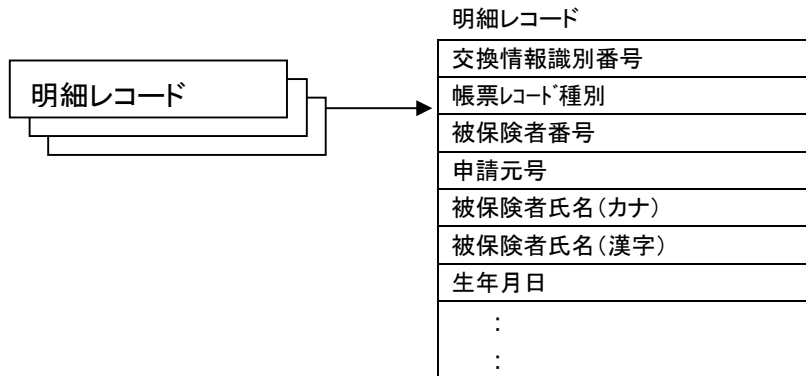 明細レコード
明細レコード
交換情報識別番号
帳票ﾚｺｰﾄﾞ種別
被保険者番号
申請元号
被保険者氏名(カナ)
被保険者氏名(漢字)
生年月日
:
: